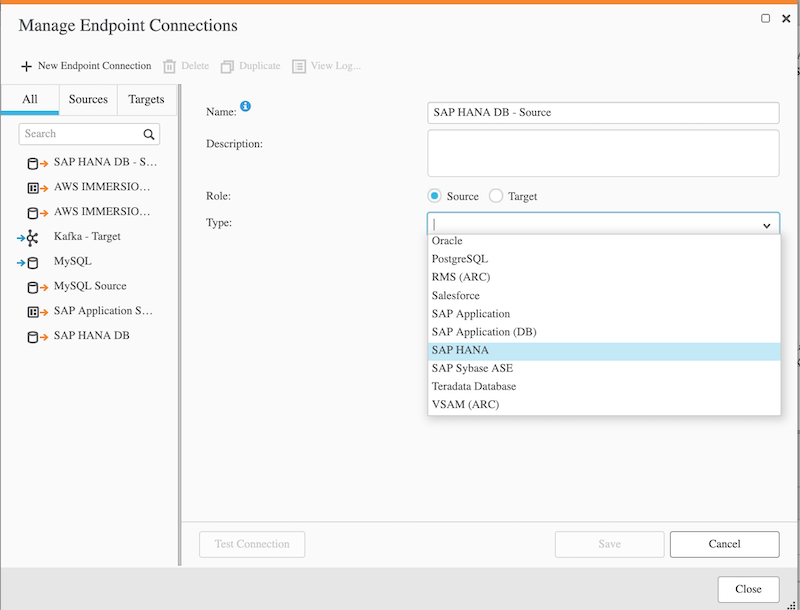 Manage Endpoint Connections
New Endpoint Connection Delete Duplicate View Log...
All Sources Targets
Search
SAP HANA DB - S...
AWS IMMERSIO...
AWS IMMERSIO...
Kafka - Target
MySQL
MySQL Source
SAP Application S...
SAP HANA DB
Name: SAP HANA DB - Source
Description:
Role: Source Target
Type:
Oracle
PostgreSQL
RMS (ARC)
Salesforce
SAP Application
SAP Application (DB)
SAP HANA
SAP Sybase ASE
Teradata Database
VSAM (ARC)
Test Connection Save Cancel
Close